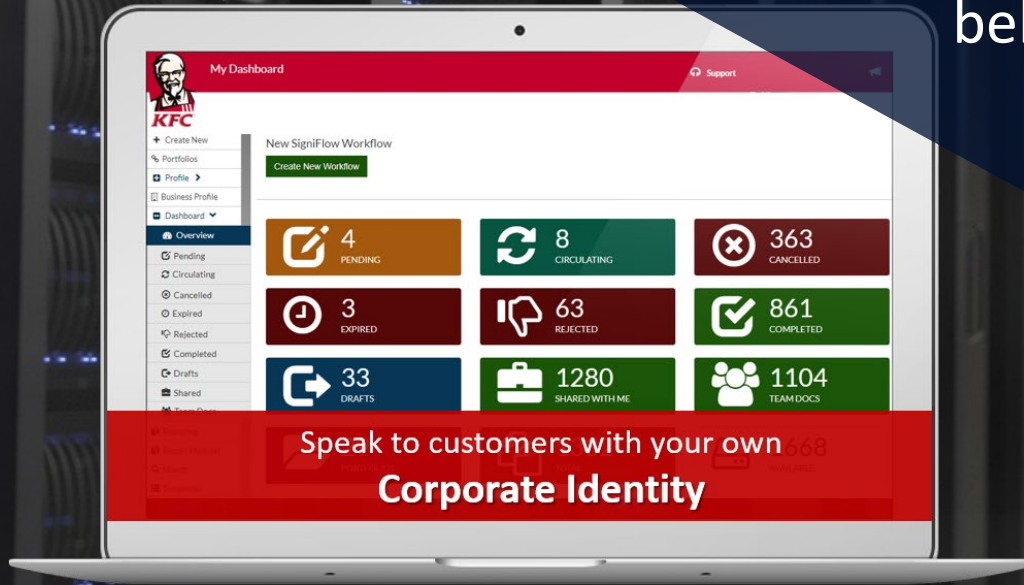 My Dashboard
Support
KFC
Create New
Portfolios
Profile
Business Profile
Dashboard
Overview
Pending
Circulating
Cancelled
Expired
Rejected
Completed
Drafts
Shared
Team Docs
New SigniFlow Workflow
Create New Workflow
4
PENDING
8
CIRCULATING
363
CANCELLED
3
EXPIRED
63
REJECTED
861
COMPLETED
33
DRAFTS
1280
SHARED WITH ME
1104
TEAM DOCS
Speak to customers with your own
Corporate Identity